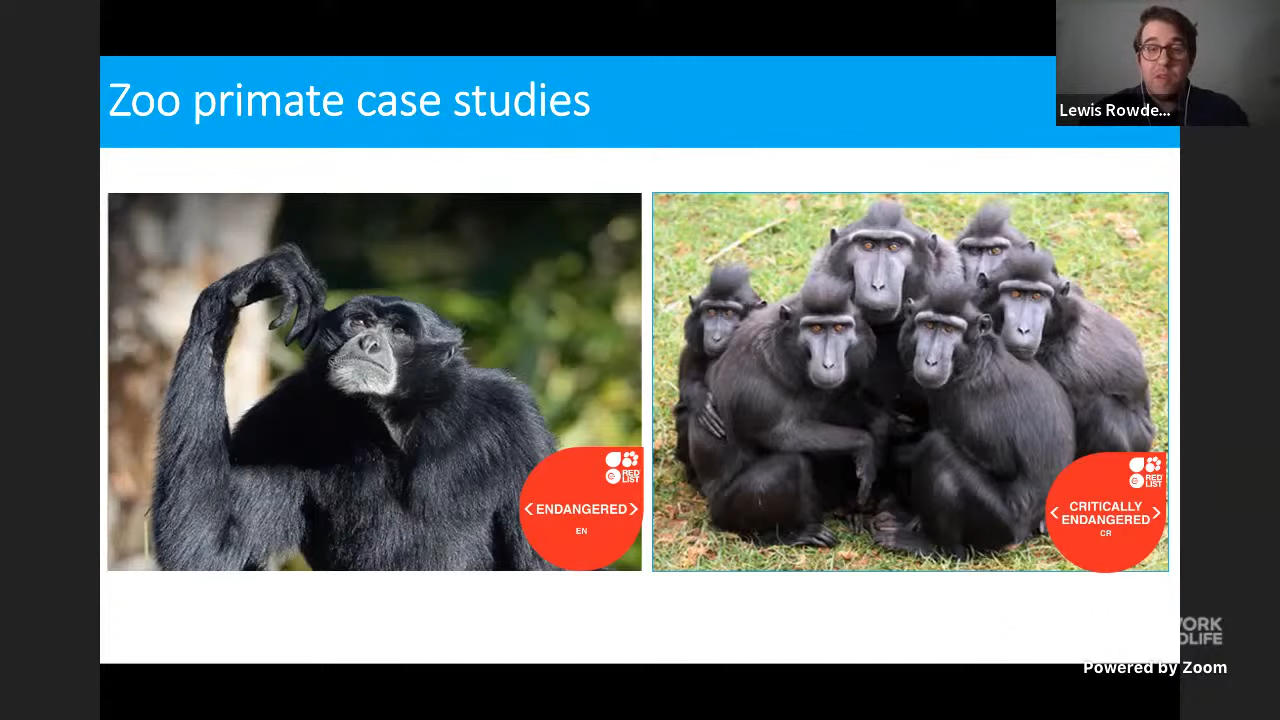 Zoo primate case studies
Lewis Rowde...
RED
LIST
< ENDANGERED >
EN
RED
LIST
< CRITICALLY
ENDANGERED >
CR
Powered by Zoom